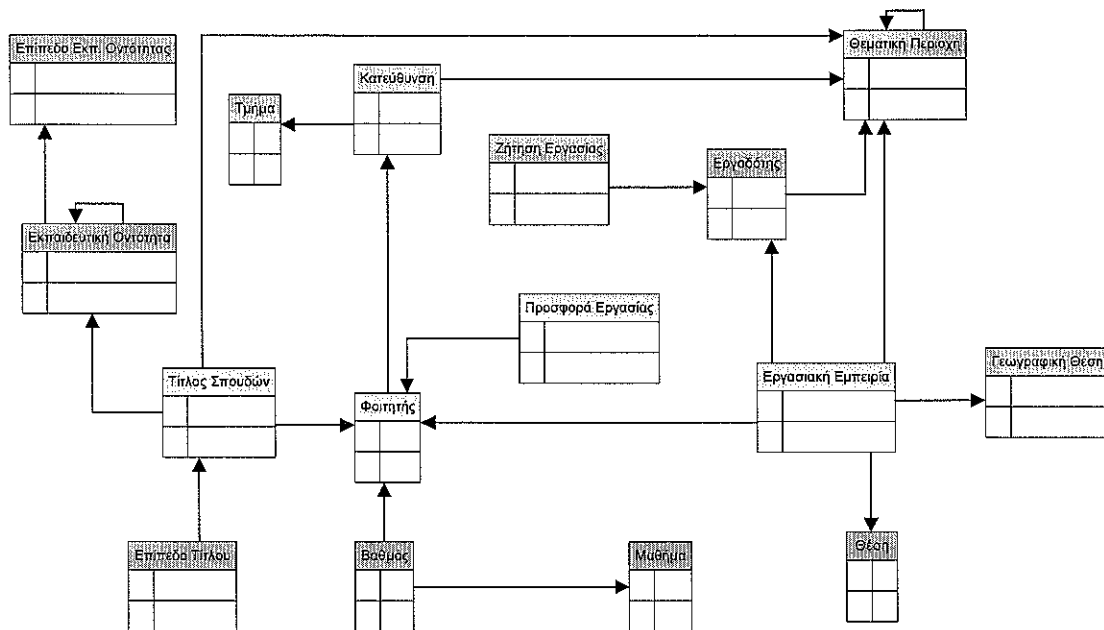 Επίπεδο Εκπ. Οντότητας
Θεματική Περιοχή
Κατεύθυνση
Τμήμα
Ζήτηση Εργασίας
Εργοδότης
Εκπαιδευτική Οντότητα
Προσφορά Εργασίας
Τίτλος Σπουδών
Φοιτητής
Εργασιακή Εμπειρία
Γεωγραφική Θέση
Επίπεδο Τίτλου
Βαθμός
Μάθημα
Θέση